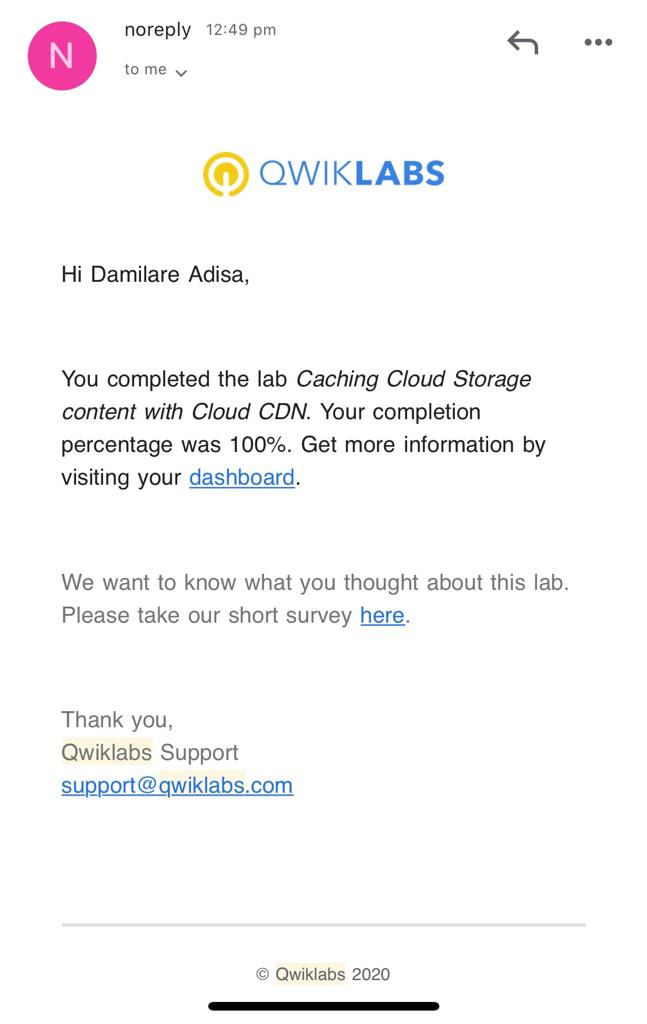 N
noreply 12:49 pm
to me
QWIKLABS
Hi Damilare Adisa,
You completed the lab Caching Cloud Storage
content with Cloud CDN. Your completion
percentage was 100%. Get more information by
visiting your dashboard.
We want to know what you thought about this lab.
Please take our short survey here.
Thank you,
Qwiklabs Support
support@qwiklabs.com
© Qwiklabs 2020